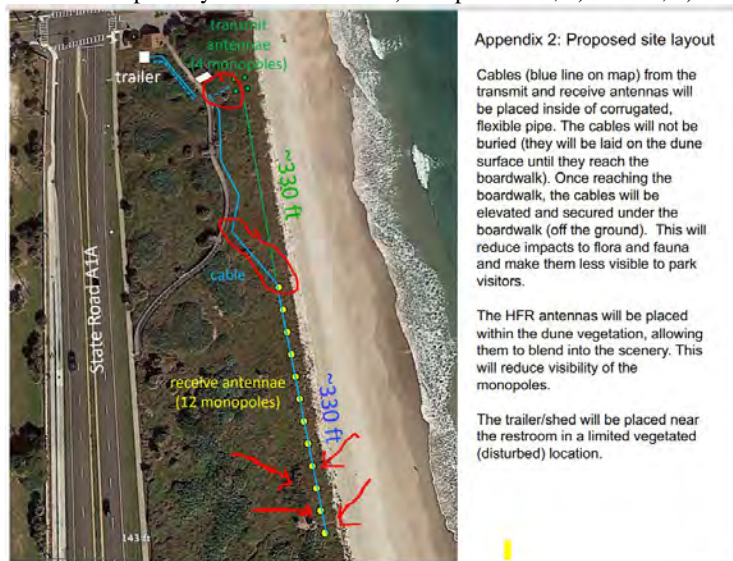 transmit
antennae
(4 monopoles)
trailer
~330 ft
cable
State Road A1A
receive antennae
(12 monopoles)
~330 ft
143 ft
Appendix 2: Proposed site layout
Cables (blue line on map) from the
transmit and receive antennas will
be placed inside of corrugated,
flexible pipe. The cables will not be
buried (they will be laid on the dune
surface until they reach the
boardwalk). Once reaching the
boardwalk, the cables will be
elevated and secured under the
boardwalk (off the ground). This will
reduce impacts to flora and fauna
and make them less visible to park
visitors.
The HFR antennas will be placed
within the dune vegetation, allowing
them to blend into the scenery. This
will reduce visibility of the
monopoles.
The trailer/shed will be placed near
the restroom in a limited vegetated
(disturbed) location.